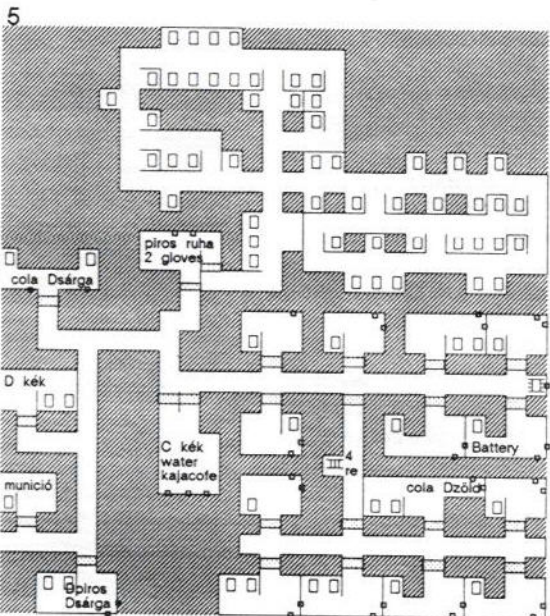 5
piros ruha
2 gloves
cola Dsárga
D kék
C kék
water
kajacofe
4
re
Battery
munició
cola Dzöld
piros
Dsárga